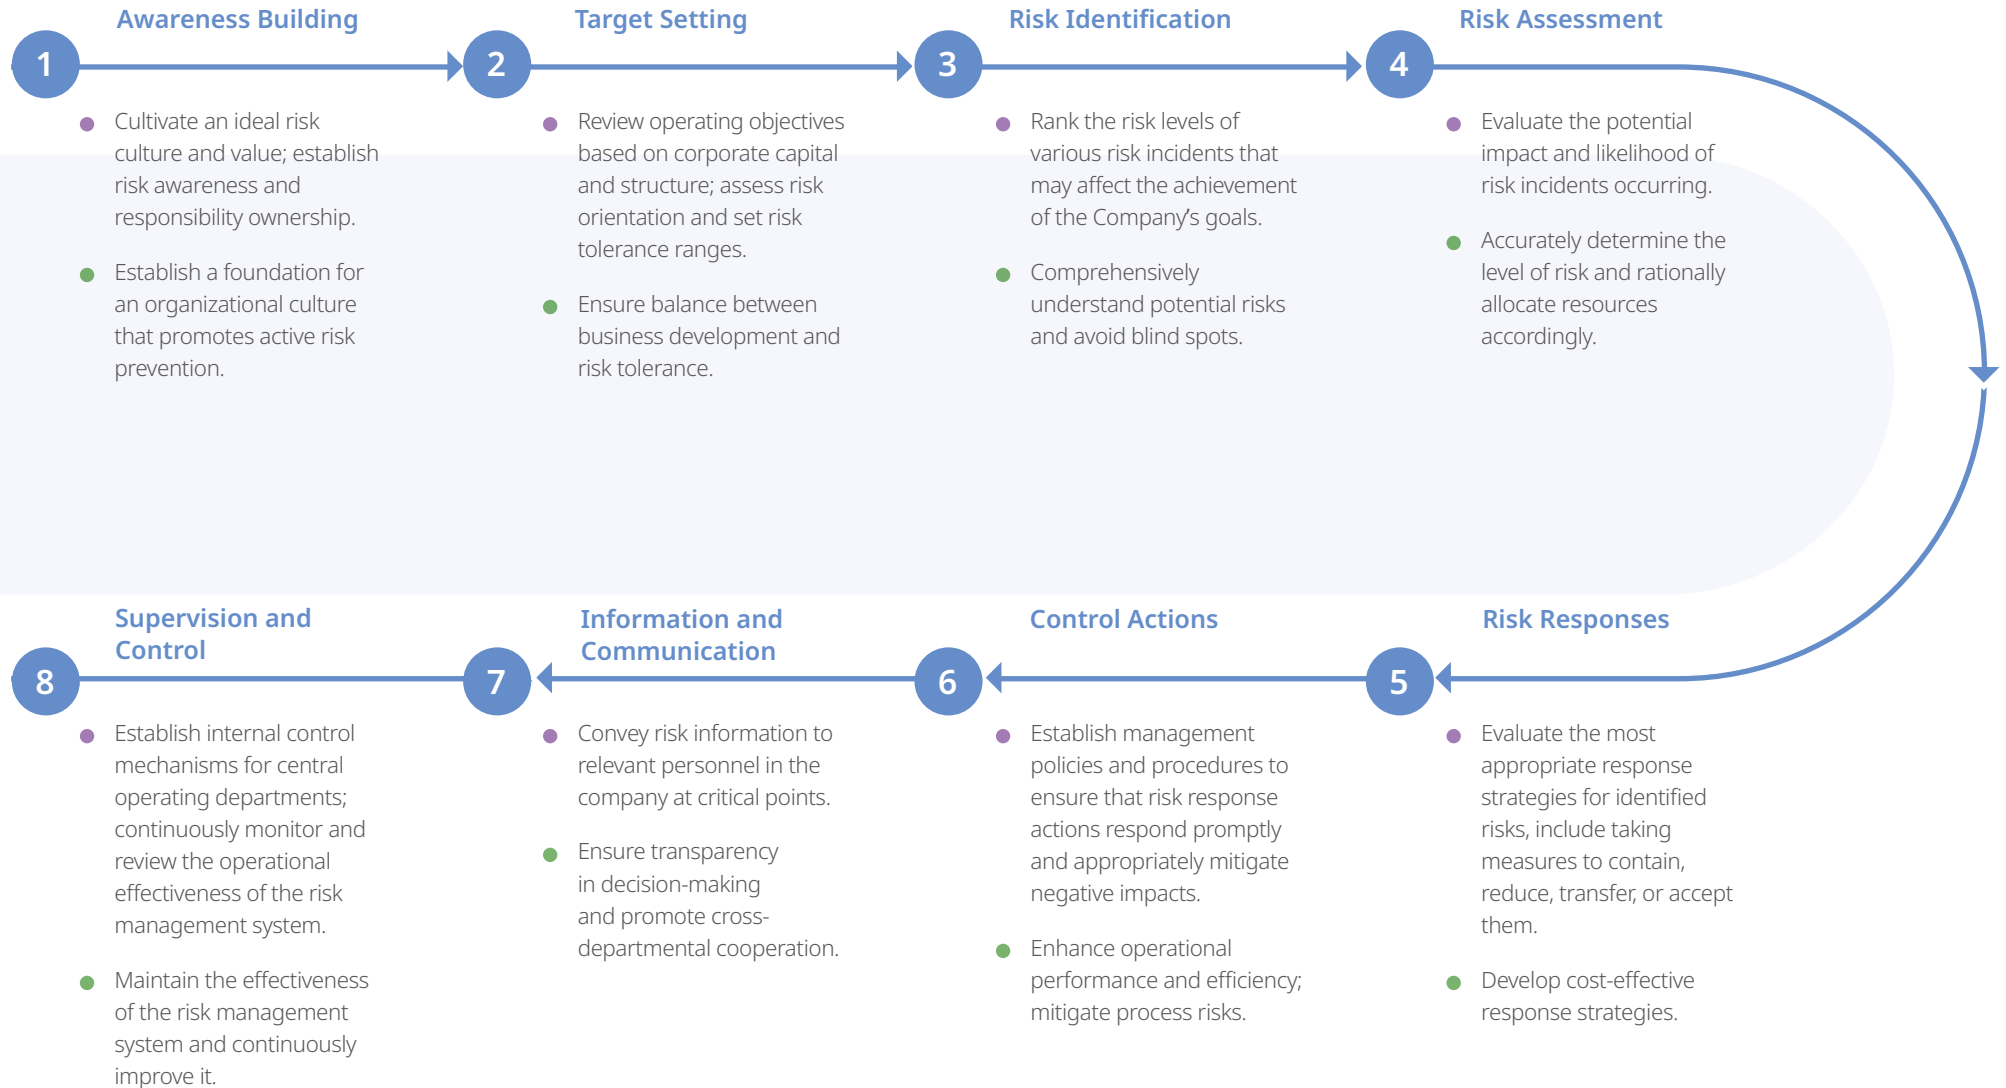 Awareness Building
1
Cultivate an ideal risk
culture and value; establish
risk awareness and
responsibility ownership.
Establish a foundation for
an organizational culture
that promotes active risk
prevention.
Target Setting
2
Review operating objectives
based on corporate capital
and structure; assess risk
orientation and set risk
tolerance ranges.
Ensure balance between
business development and
risk tolerance.
Risk Identification
3
Rank the risk levels of
various risk incidents that
may affect the achievement
of the Company's goals.
Comprehensively
understand potential risks
and avoid blind spots.
Risk Assessment
4
Evaluate the potential
impact and likelihood of
risk incidents occurring.
Accurately determine the
level of risk and rationally
allocate resources
accordingly.
Risk Responses
5
Evaluate the most
appropriate response
strategies for identified
risks, include taking
measures to contain,
reduce, transfer, or accept
them.
Develop cost-effective
response strategies.
Control Actions
6
Establish management
policies and procedures to
ensure that risk response
actions respond promptly
and appropriately mitigate
negative impacts.
Enhance operational
performance and efficiency;
mitigate process risks.
Information and
Communication
7
Convey risk information to
relevant personnel in the
company at critical points.
Ensure transparency
in decision-making
and promote cross-
departmental cooperation.
Supervision and
Control
8
Establish internal control
mechanisms for central
operating departments;
continuously monitor and
review the operational
effectiveness of the risk
management system.
Maintain the effectiveness
of the risk management
system and continuously
improve it.